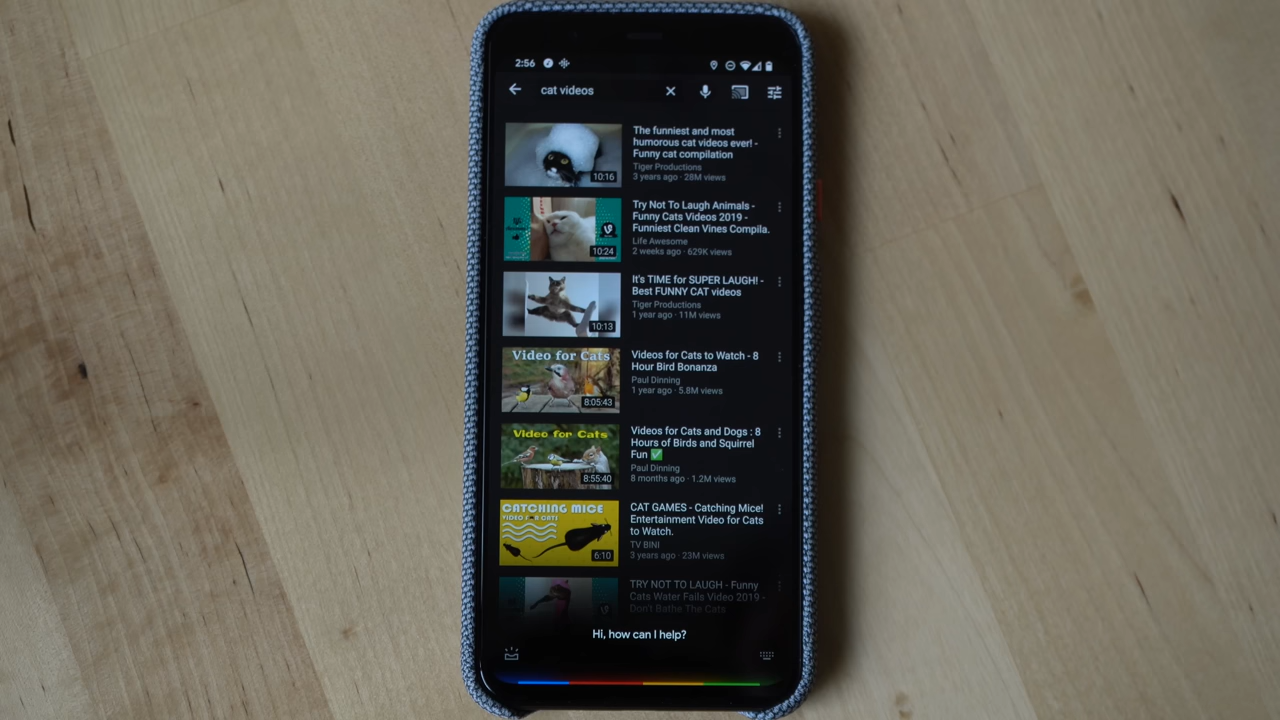 2:56
cat videos
10:16
The funniest and most
humorous cat videos ever! -
Funny cat compilation
Tiger Productions
3 years ago · 28M views
10:24
Try Not To Laugh Animals -
Funny Cats Videos 2019 -
Funniest Clean Vines Compila.
Life Awesome
2 weeks ago · 629K views
10:13
It's TIME for SUPER LAUGH! -
Best FUNNY CAT videos
Tiger Productions
1 year ago · 11M views
Video for Cats
8:05:43
Videos for Cats to Watch - 8
Hour Bird Bonanza
Paul Dinning
1 year ago · 5.8M views
Video for Cats
8:55:40
Videos for Cats and Dogs : 8
Hours of Birds and Squirrel
Fun ✅
Paul Dinning
8 months ago · 1.2M views
CATCHING MICE
VIDEO FOR CATS
6:10
CAT GAMES - Catching Mice!
Entertainment Video for Cats
to Watch.
TV BINI
3 years ago · 23M views
TRY NOT TO LAUGH - Funny
Cats Water Fails Video 2019 -
Don't Bathe The Cats
Hi, how can I help?